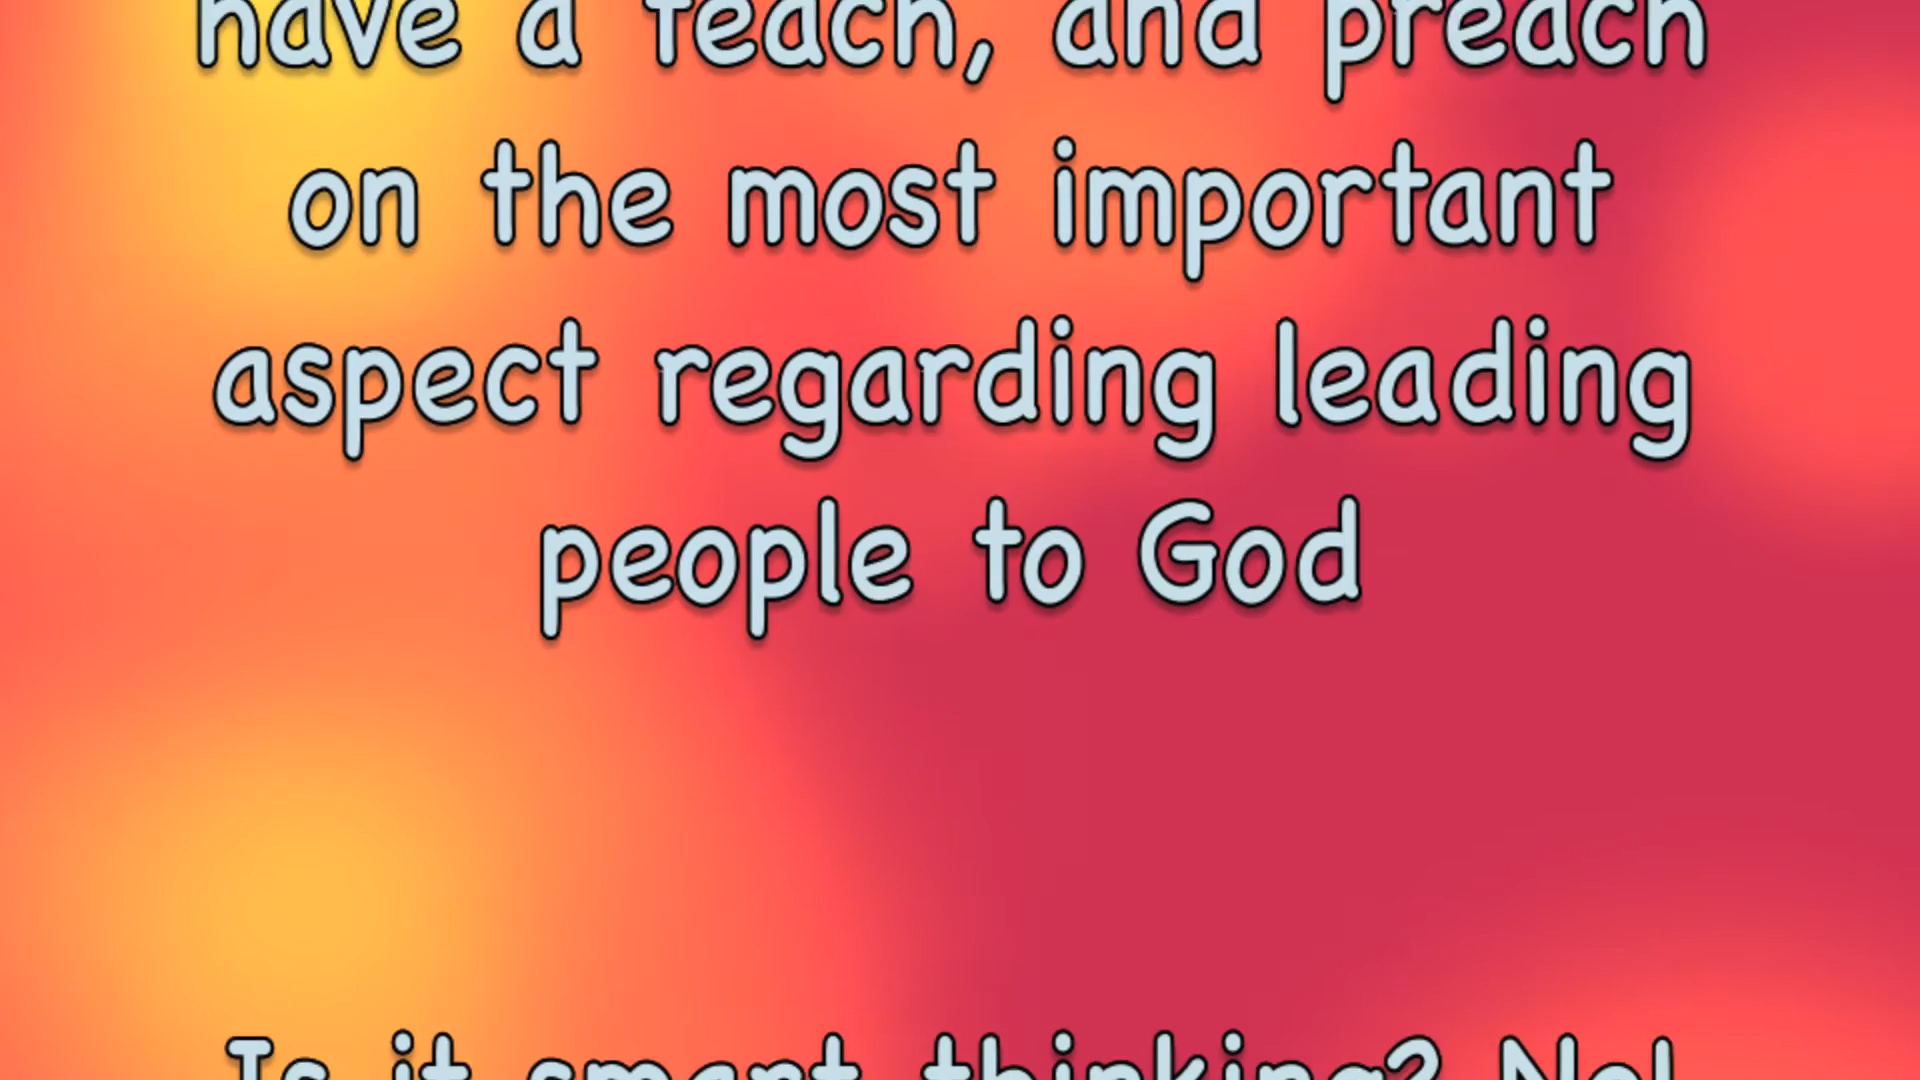 have a teach, and preach
on the most important
aspect regarding leading
people to God
Is it smart thinking? No!